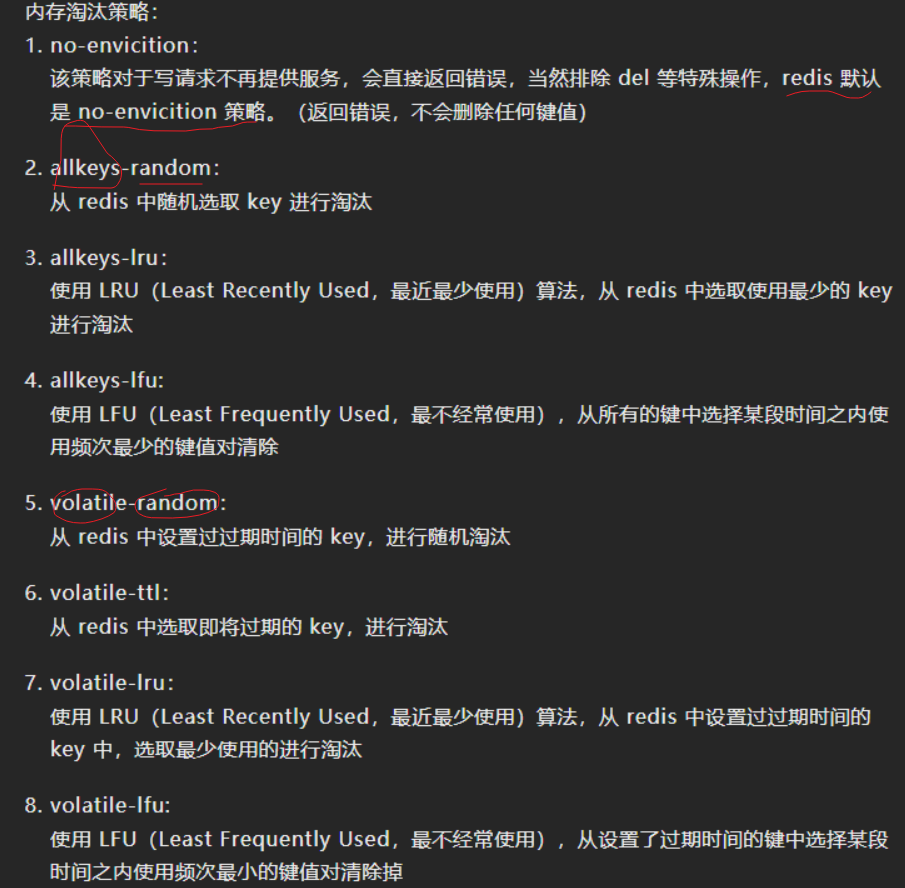 内存淘汰策略：
1. no-envicition：
该策略对于写请求不再提供服务，会直接返回错误，当然排除 del 等特殊操作，redis 默认
是 no-envicition 策略。（返回错误，不会删除任何键值）
2. allkeys-random：
从 redis 中随机选取 key 进行淘汰
3. allkeys-lru：
使用 LRU（Least Recently Used，最近最少使用）算法，从 redis 中选取使用最少的 key
进行淘汰
4. allkeys-lfu:
使用 LFU（Least Frequently Used，最不经常使用），从所有的键中选择某段时间之内使
用频次最少的键值对清除
5. volatile-random：
从 redis 中设置过过期时间的 key，进行随机淘汰
6. volatile-ttl：
从 redis 中选取即将过期的 key，进行淘汰
7. volatile-lru：
使用 LRU（Least Recently Used，最近最少使用）算法，从 redis 中设置过过期时间的
key 中，选取最少使用的进行淘汰
8. volatile-lfu:
使用 LFU（Least Frequently Used，最不经常使用），从设置了过期时间的键中选择某段
时间之内使用频次最小的键值对清除掉